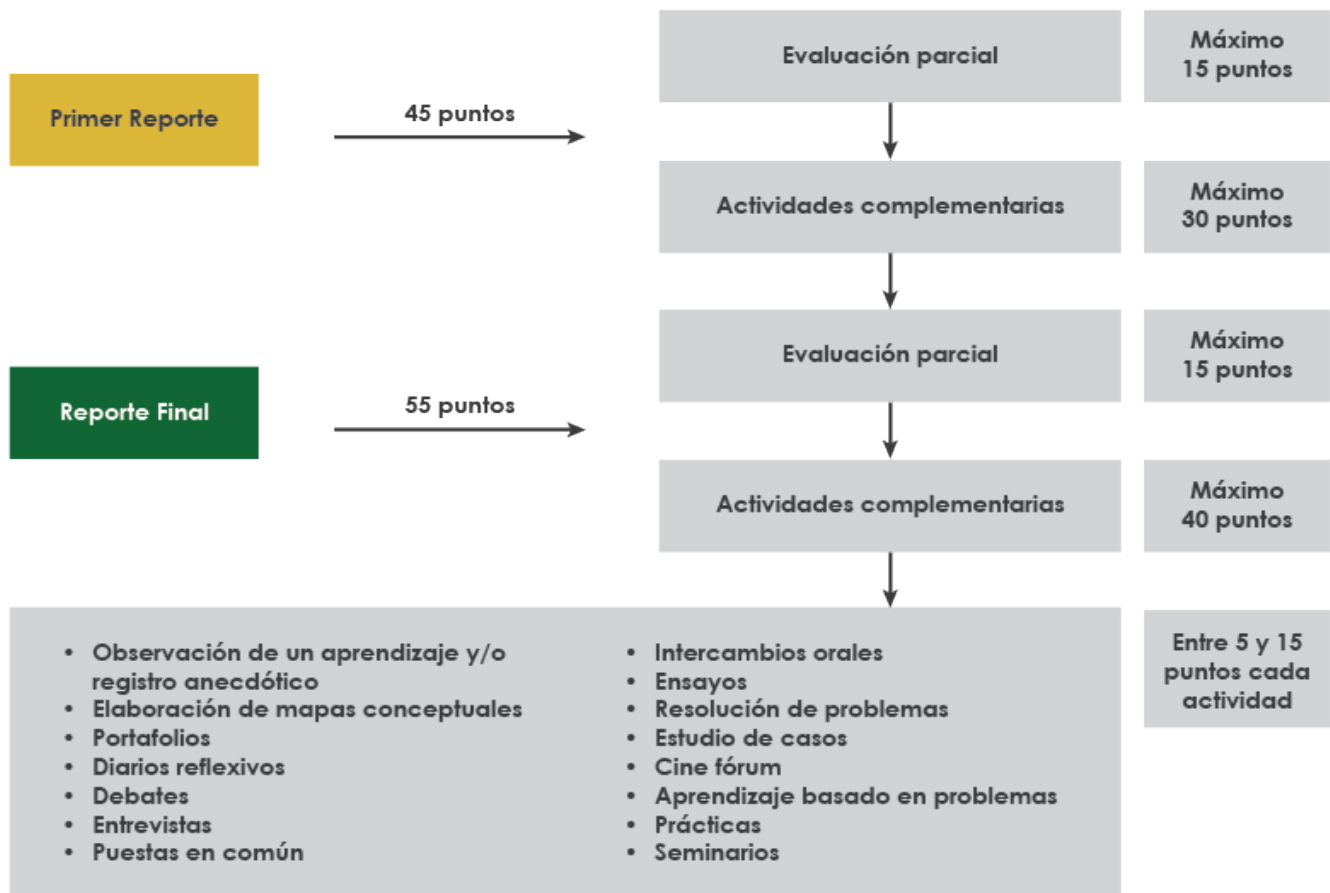 Evaluación parcial
Máximo
15 puntos
Primer Reporte
45 puntos
Actividades complementarias
Máximo
30 puntos
Evaluación parcial
Máximo
15 puntos
Reporte Final
55 puntos
Actividades complementarias
Máximo
40 puntos
• Observación de un aprendizaje y/o
registro anecdótico
• Elaboración de mapas conceptuales
• Portafolios
• Diarios reflexivos
• Debates
• Entrevistas
• Puestas en común
• Intercambios orales
• Ensayos
• Resolución de problemas
• Estudio de casos
• Cine fórum
• Aprendizaje basado en problemas
• Prácticas
• Seminarios
Entre 5 y 15
puntos cada
actividad